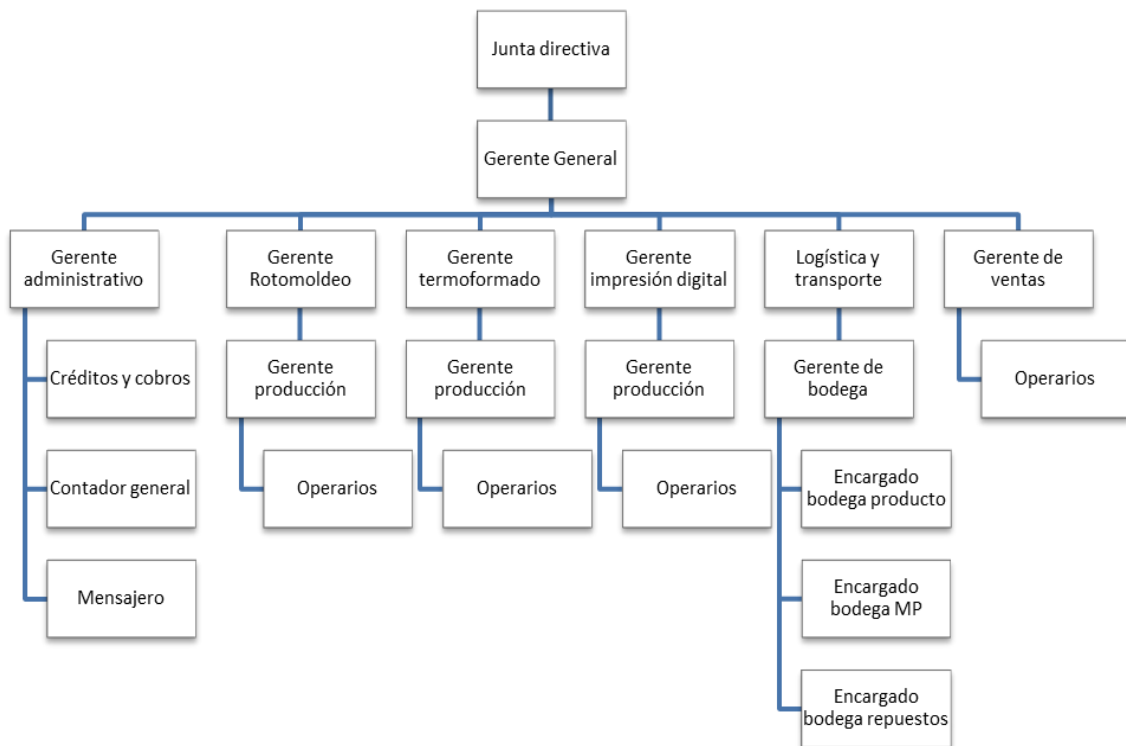 Junta directiva
Gerente General
Gerente
administrativo
Gerente
Rotomoldeo
Gerente
termoformado
Gerente
impresión digital
Logística y
transporte
Gerente de
ventas
Créditos y cobros
Gerente
producción
Gerente
producción
Gerente
producción
Gerente de
bodega
Operarios
Contador general
Operarios
Operarios
Operarios
Encargado
bodega producto
Mensajero
Encargado
bodega MP
Encargado
bodega repuestos